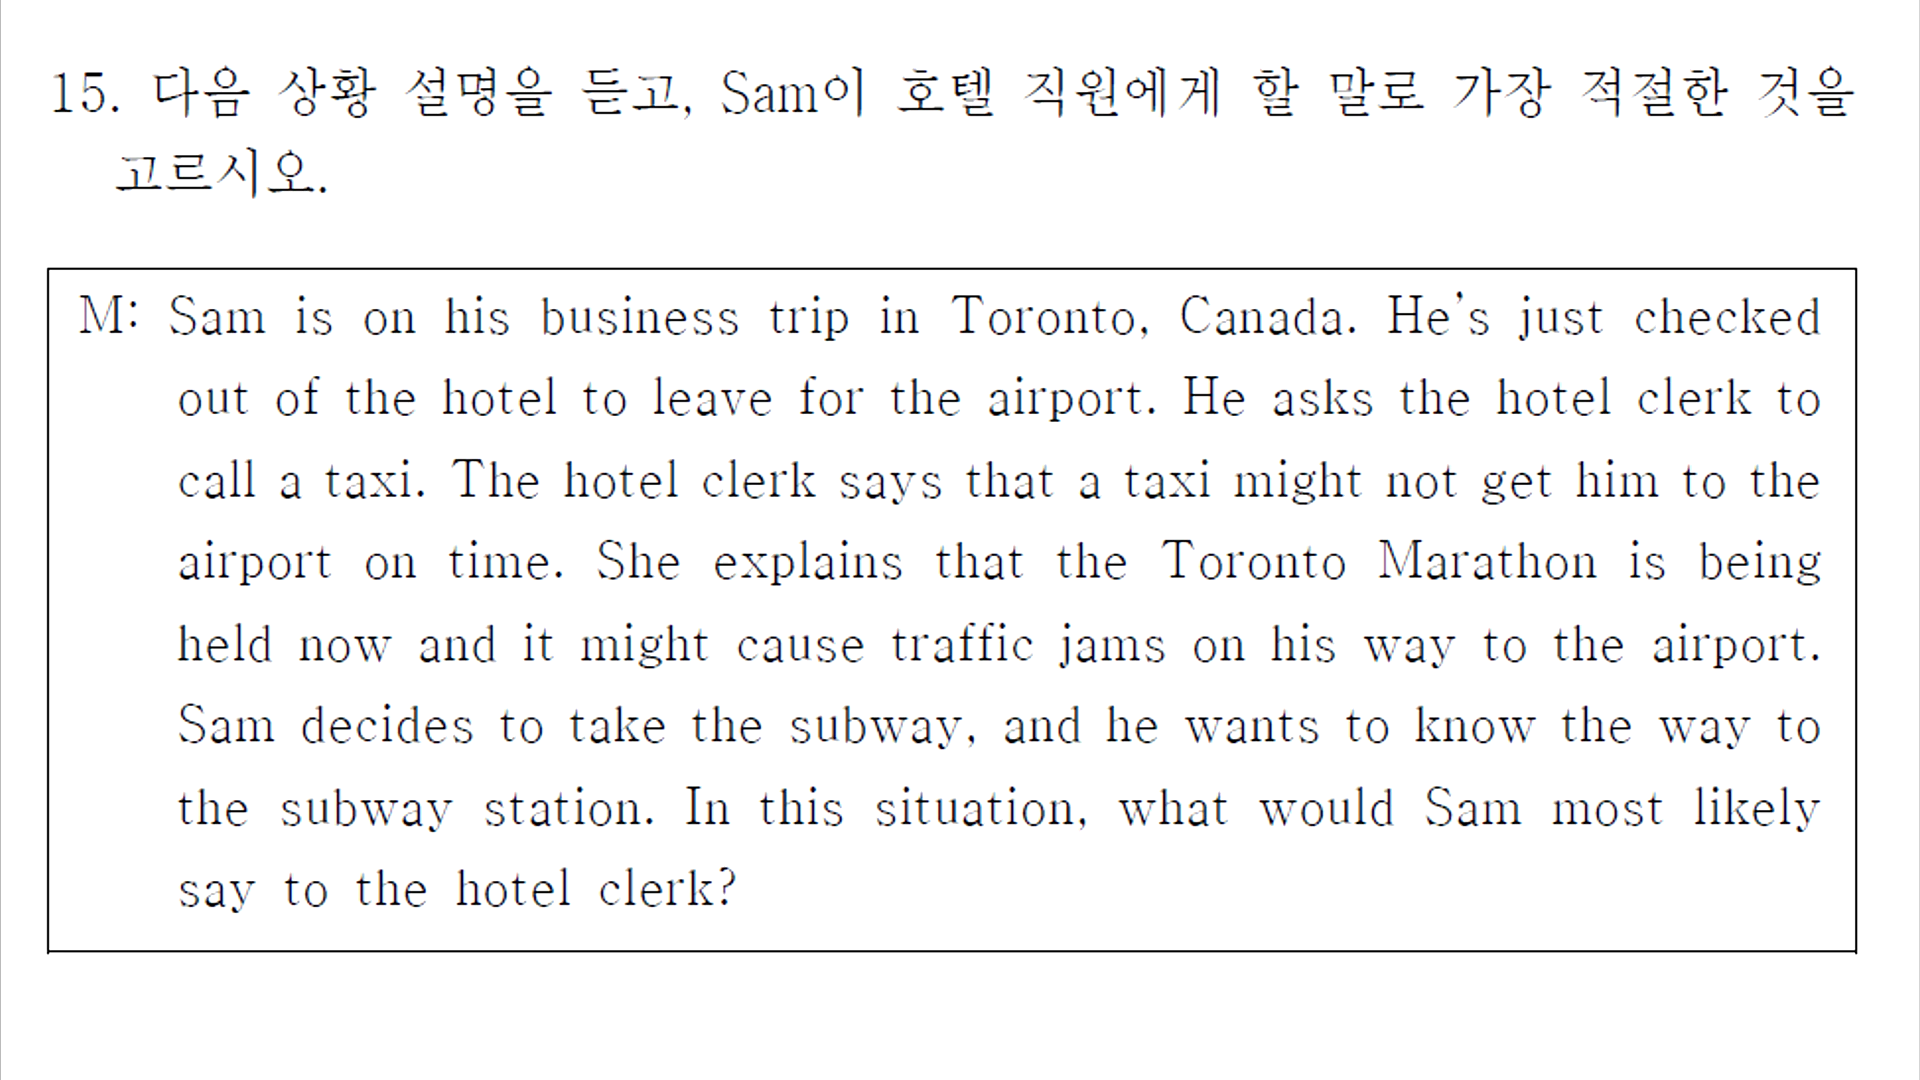 15. 다음 상황 설명을 듣고, Sam이 호텔 직원에게 할 말로 가장 적절한 것을
고르시오.
M: Sam is on his business trip in Toronto, Canada. He's just checked
out of the hotel to leave for the airport. He asks the hotel clerk to
call a taxi. The hotel clerk says that a taxi might not get him to the
airport on time. She explains that the Toronto Marathon is being
held now and it might cause traffic jams on his way to the airport.
Sam decides to take the subway, and he wants to know the way to
the subway station. In this situation, what would Sam most likely
say to the hotel clerk?